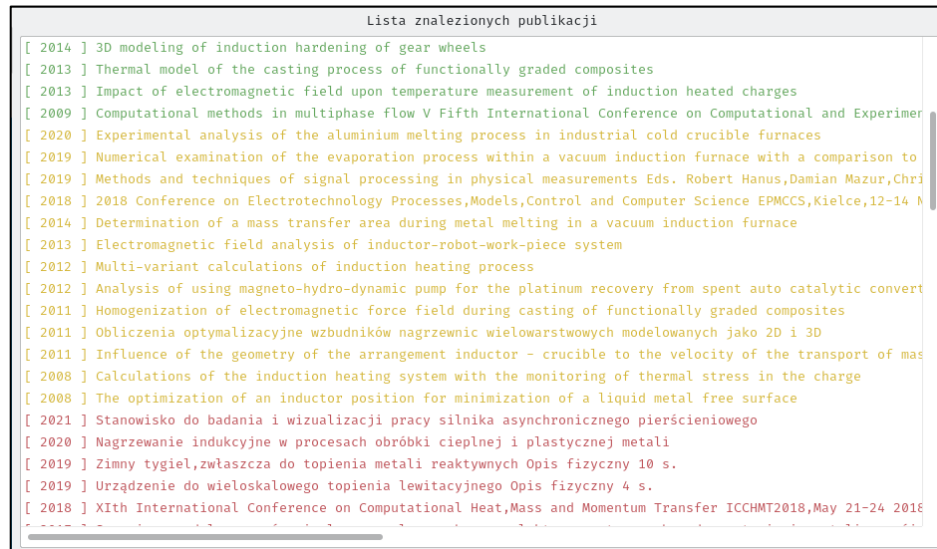 Lista znalezionych publikacji
[ 2014 ] 3D modeling of induction hardening of gear wheels
[ 2013 ] Thermal model of the casting process of functionally graded composites
[ 2013 ] Impact of electromagnetic field upon temperature measurement of induction heated charges
[ 2009 ] Computational methods in multiphase flow V Fifth International Conference on Computational and Experimen
[ 2020 ] Experimental analysis of the aluminium melting process in industrial cold crucible furnaces
[ 2019 ] Numerical examination of the evaporation process within a vacuum induction furnace with a comparison to
[ 2019 ] Methods and techniques of signal processing in physical measurements Eds. Robert Hanus,Damian Mazur,Chri
[ 2018 ] 2018 Conference on Electrotechnology Processes,Models,Control and Computer Science EPMCCS,Kielce,12-14 N
[ 2014 ] Determination of a mass transfer area during metal melting in a vacuum induction furnace
[ 2013 ] Electromagnetic field analysis of inductor-robot-work-piece system
[ 2012 ] Multi-variant calculations of induction heating process
[ 2012 ] Analysis of using magneto-hydro-dynamic pump for the platinum recovery from spent auto catalytic convert
[ 2011 ] Homogenization of electromagnetic force field during casting of functionally graded composites
[ 2011 ] Obliczenia optymalizacyjne wzbudników nagrzewnic wielowarstwowych modelowanych jako 2D i 3D
[ 2011 ] Influence of the geometry of the arrangement inductor - crucible to the velocity of the transport of mas
[ 2008 ] Calculations of the induction heating system with the monitoring of thermal stress in the charge
[ 2008 ] The optimization of an inductor position for minimization of a liquid metal free surface
[ 2021 ] Stanowisko do badania i wizualizacji pracy silnika asynchronicznego pierścieniowego
[ 2020 ] Nagrzewanie indukcyjne w procesach obróbki cieplnej i plastycznej metali
[ 2019 ] Zimny tygiel,zwłaszcza do topienia metali reaktywnych Opis fizyczny 10 s.
[ 2019 ] Urządzenie do wieloskalowego topienia lewitacyjnego Opis fizyczny 4 s.
[ 2018 ] XIth International Conference on Computational Heat,Mass and Momentum Transfer ICCHMT2018,May 21-24 2018